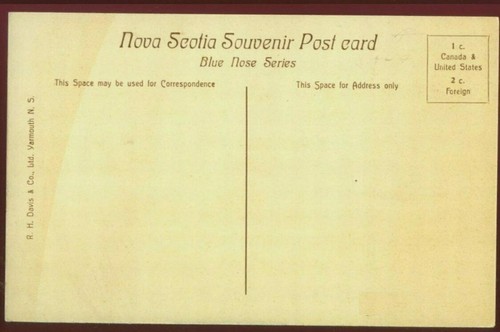 Nova Scotia Souvenir Post card
Blue Nose Series
This Space may be used for Correspondence
This Space for Address only
1 c.
Canada &
United States
2 c.
Foreign
R. H. Davis & Co., Ltd. Yarmouth N. S.